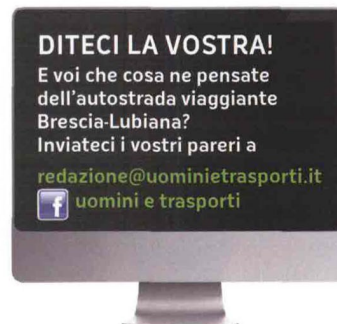 DITECI LA VOSTRA!
E voi che cosa ne pensate
dell'autostrada viaggiante
Brescia-Lubiana?
Inviateci i vostri pareri a
redazione@uominietrasporti.it
f uomini e trasporti